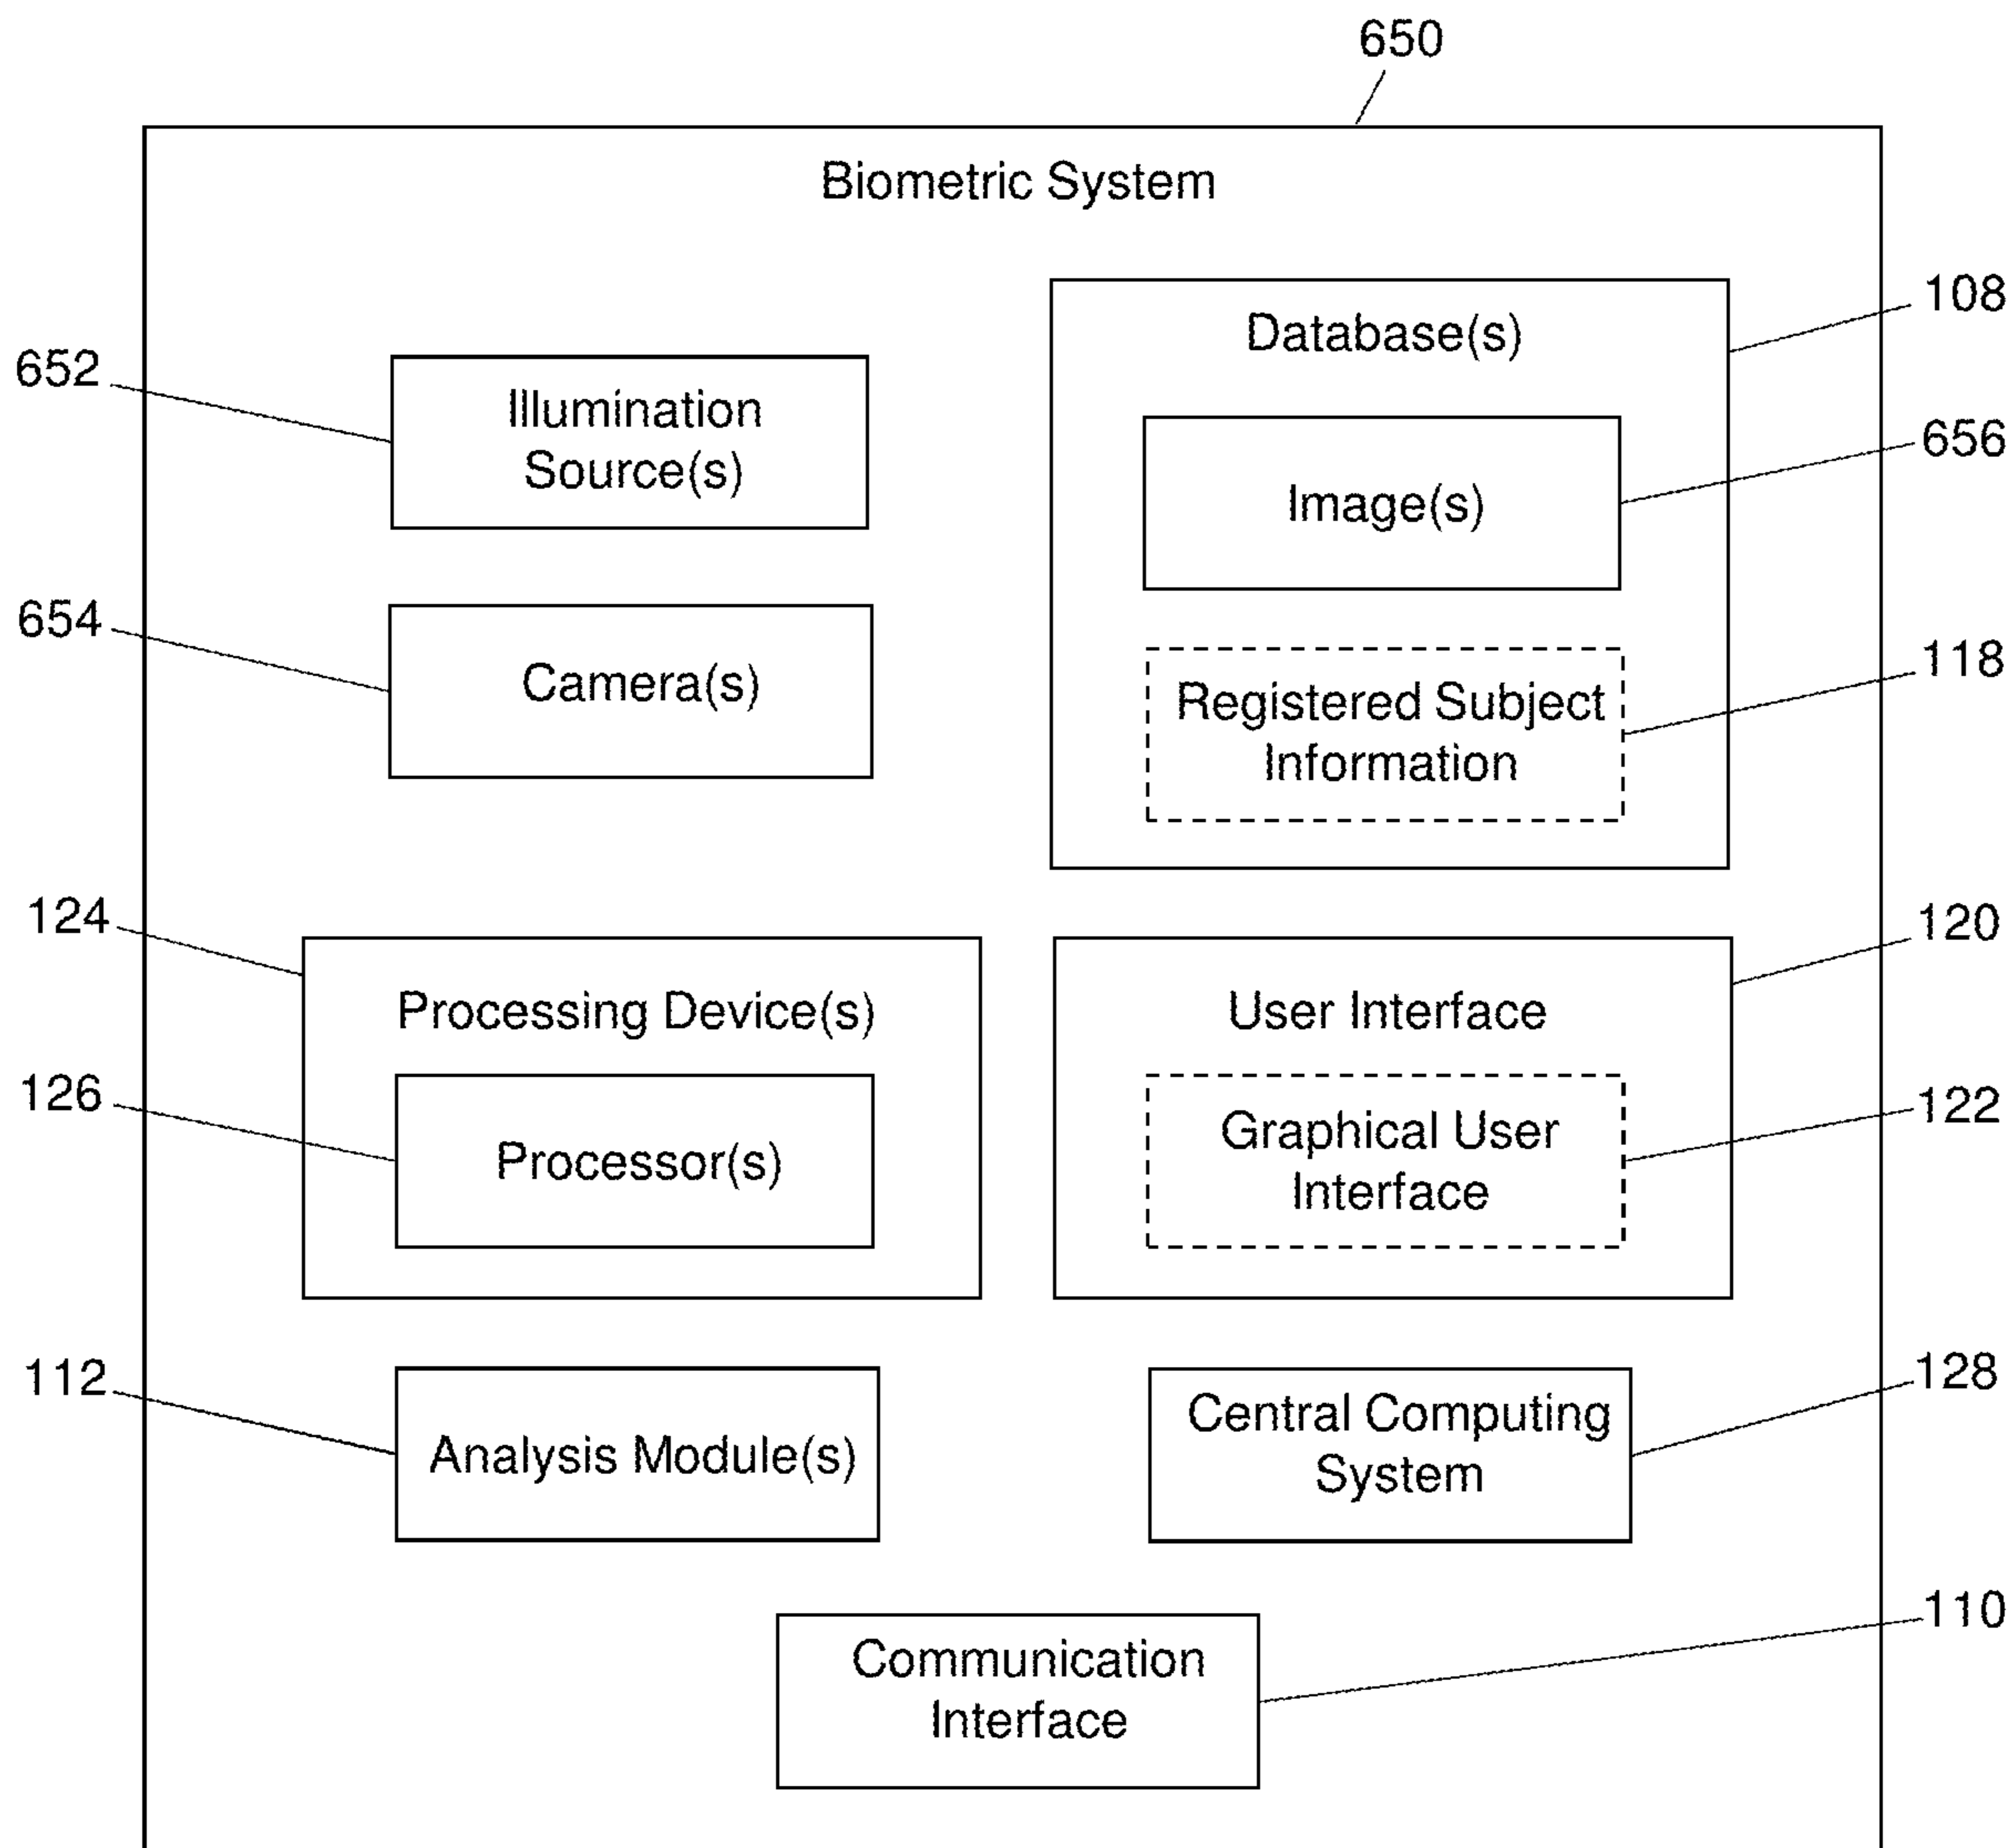 650
Biometric System
108
Database(s)
652
Illumination
Source(s)
656
Image(s)
654
Camera(s)
118
Registered Subject
Information
124
Processing Device(s)
120
User Interface
126
Processor(s)
122
Graphical User
Interface
112
Analysis Module(s)
128
Central Computing
System
110
Communication
Interface